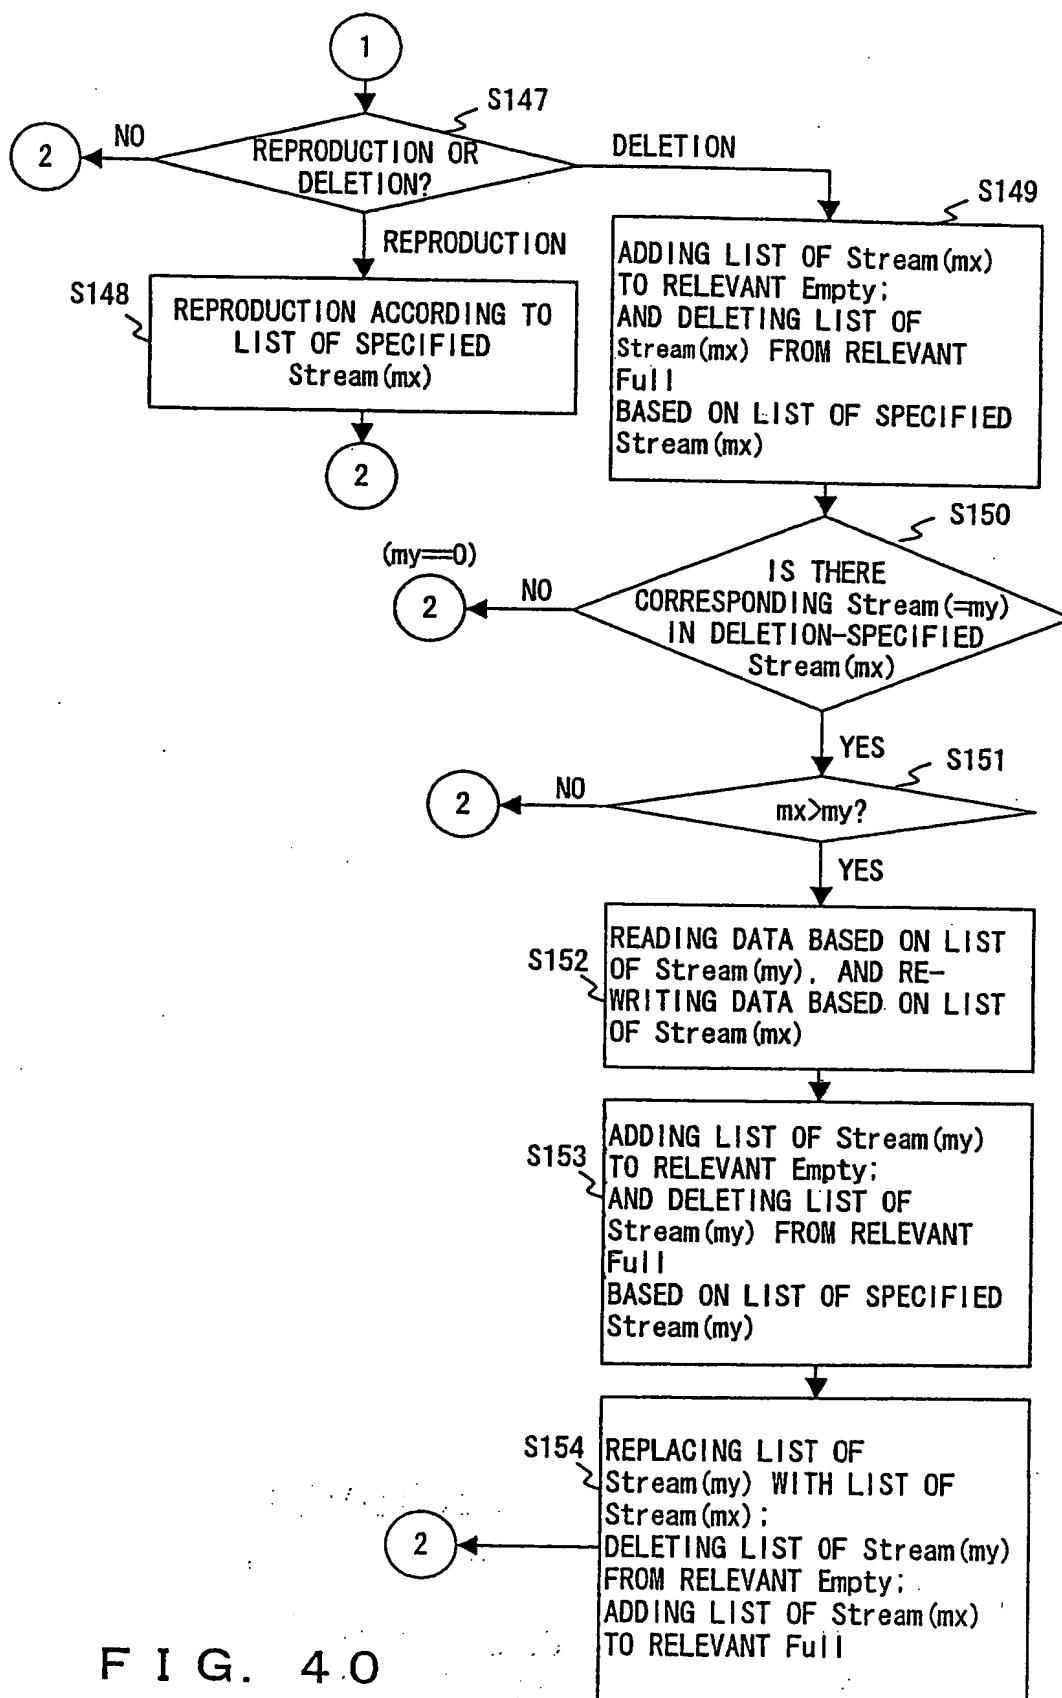 1
S147
2
NO
REPRODUCTION OR
DELETION?
DELETION
S149
REPRODUCTION
S148
REPRODUCTION ACCORDING TO
LIST OF SPECIFIED
Stream(mx)
2
ADDING LIST OF Stream(mx)
TO RELEVANT Empty;
AND DELETING LIST OF
Stream(mx) FROM RELEVANT
Full
BASED ON LIST OF SPECIFIED
Stream(mx)
S150
(my==0)
2
NO
IS THERE
CORRESPONDING Stream(=my)
IN DELETION-SPECIFIED
Stream(mx)
YES
S151
2
NO
mx>my?
YES
S152
READING DATA BASED ON LIST
OF Stream(my), AND RE-
WRITING DATA BASED ON LIST
OF Stream(mx)
S153
ADDING LIST OF Stream(my)
TO RELEVANT Empty;
AND DELETING LIST OF
Stream(my) FROM RELEVANT
Full
BASED ON LIST OF SPECIFIED
Stream(my)
S154
REPLACING LIST OF
Stream(my) WITH LIST OF
Stream(mx);
DELETING LIST OF Stream(my)
FROM RELEVANT Empty;
ADDING LIST OF Stream(mx)
TO RELEVANT Full
2
FIG. 40